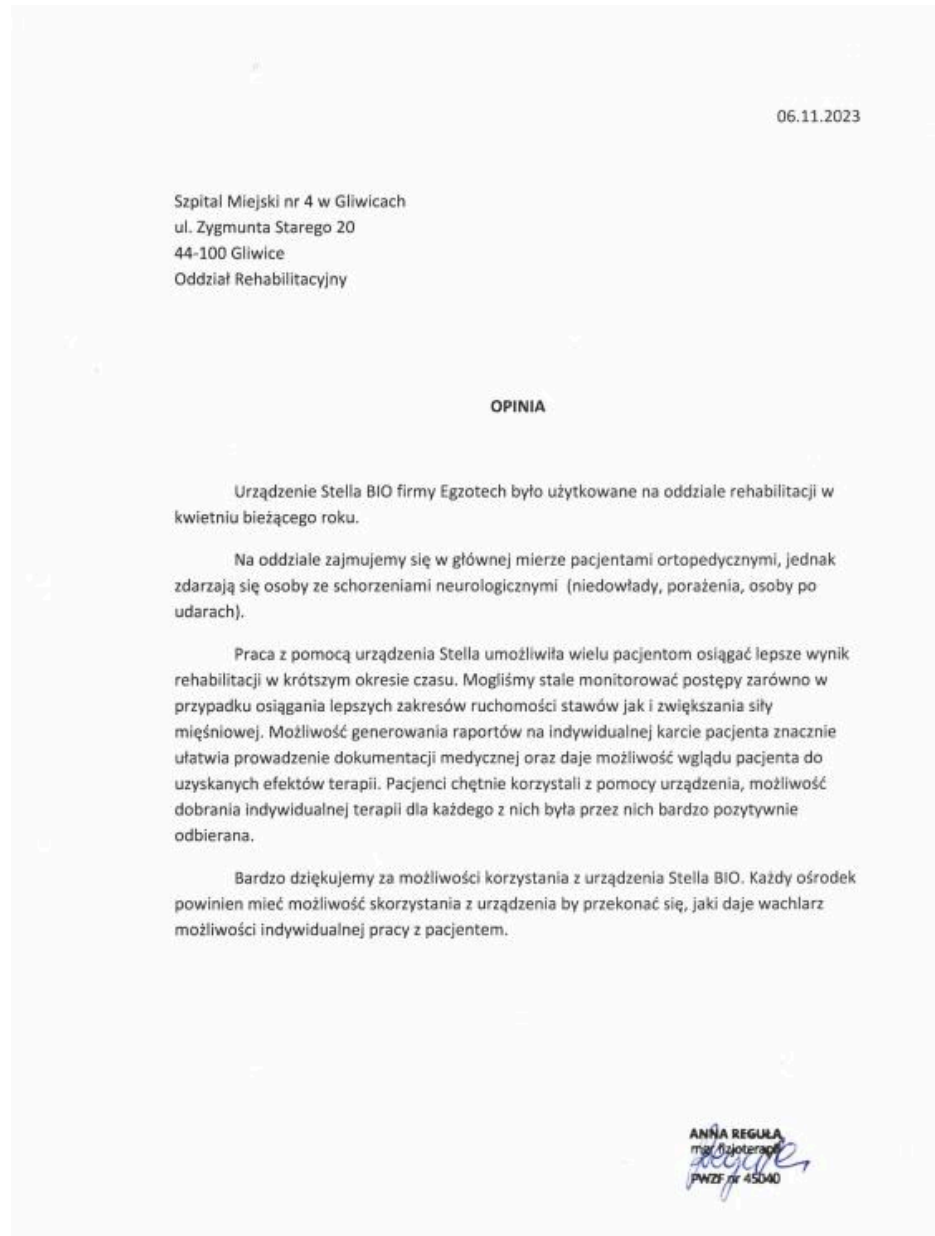 06.11.2023
Szpital Miejski nr 4 w Gliwicach
ul. Zygmunta Starego 20
44-100 Gliwice
Oddział Rehabilitacyjny
OPINIA
Urządzenie Stella BIO firmy Egzotech było użytkowane na oddziale rehabilitacji w
kwietniu bieżącego roku.
Na oddziale zajmujemy się w głównej mierze pacjentami ortopedycznymi, jednak
zdarzają się osoby ze schorzeniami neurologicznymi (niedowłady, porażenia, osoby po
udarach).
Praca z pomocą urządzenia Stella umożliwiła wielu pacjentom osiągać lepsze wynik
rehabilitacji w krótszym okresie czasu. Mogliśmy stale monitorować postępy zarówno w
przypadku osiągania lepszych zakresów ruchomości stawów jak i zwiększania siły
mięśniowej. Możliwość generowania raportów na indywidualnej karcie pacjenta znacznie
ułatwia prowadzenie dokumentacji medycznej oraz daje możliwość wglądu pacjenta do
uzyskanych efektów terapii. Pacjenci chętnie korzystali z pomocy urządzenia, możliwość
dobrania indywidualnej terapii dla każdego z nich była przez nich bardzo pozytywnie
odbierana.
Bardzo dziękujemy za możliwości korzystania z urządzenia Stella BIO. Każdy ośrodek
powinien mieć możliwość skorzystania z urządzenia by przekonać się, jaki daje wachlarz
możliwości indywidualnej pracy z pacjentem.
ANNA REGUŁA
mgr fizjoterapii
PWZF nr 45040